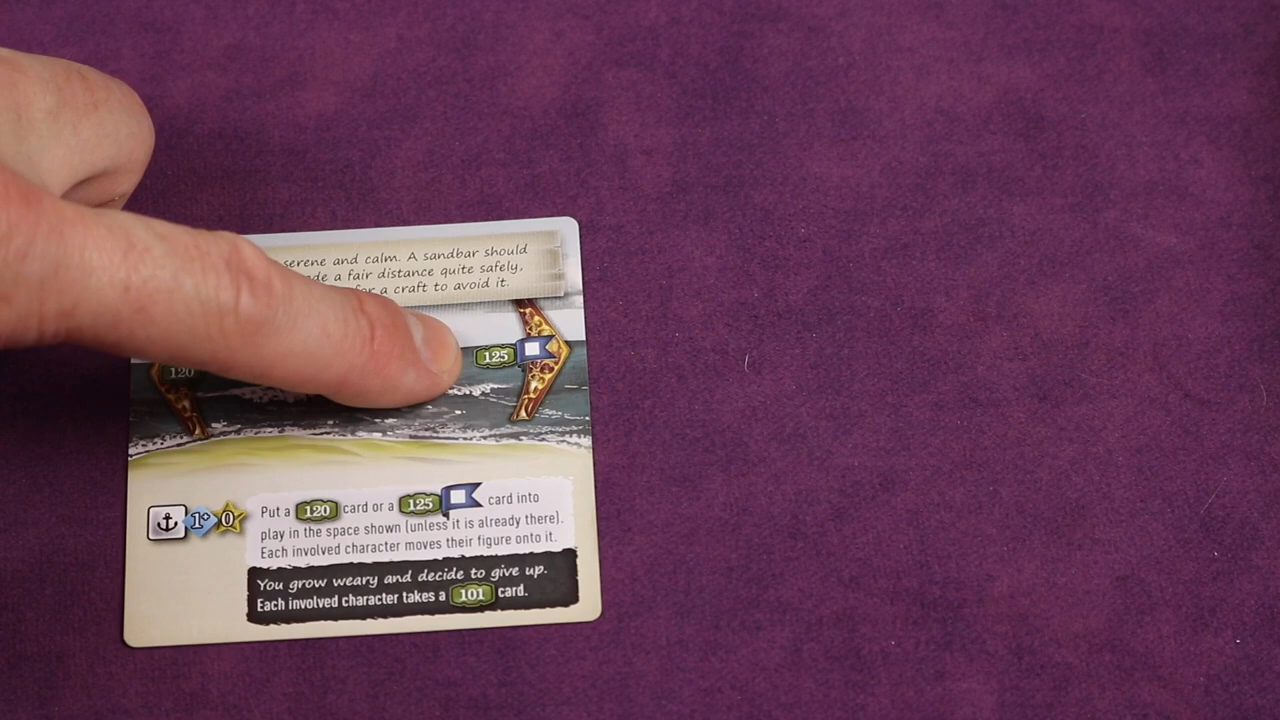 serene and calm. A sandbar should
a fair distance quite safely,
for a craft to avoid it.
125
120
1+ 0 Put a 120 card or a 125 card into
play in the space shown (unless it is already there).
Each involved character moves their figure onto it.
You grow weary and decide to give up.
Each involved character takes a 101 card.